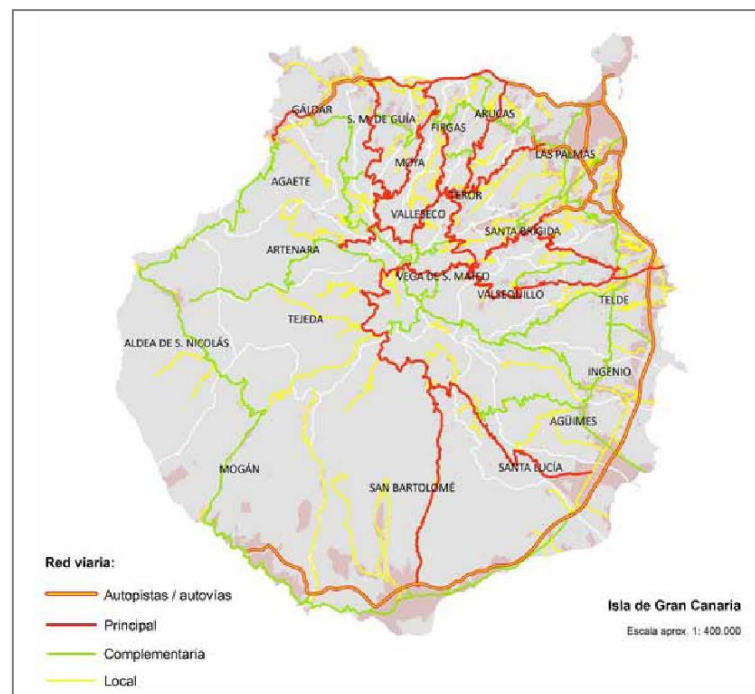 GÁLDAR
S. M. DE GUÍA
ARUCAS
FIRGAS
MOYA
LAS PALMAS
AGAETE
TEROR
VALLESECO
SANTA BRIGIDA
ARTENARA
VEGA DE S. MATEO
VALSEQUILLO
TELDE
TEJEDA
ALDEA DE S. NICOLÁS
INGENIO
AGÜIMES
MOGÁN
SANTA LUCÍA
SAN BARTOLOMÉ
Red viaria:
Autopistas / autovías
Principal
Complementaria
Local
Isla de Gran Canaria
Escala aprox. 1: 400.000